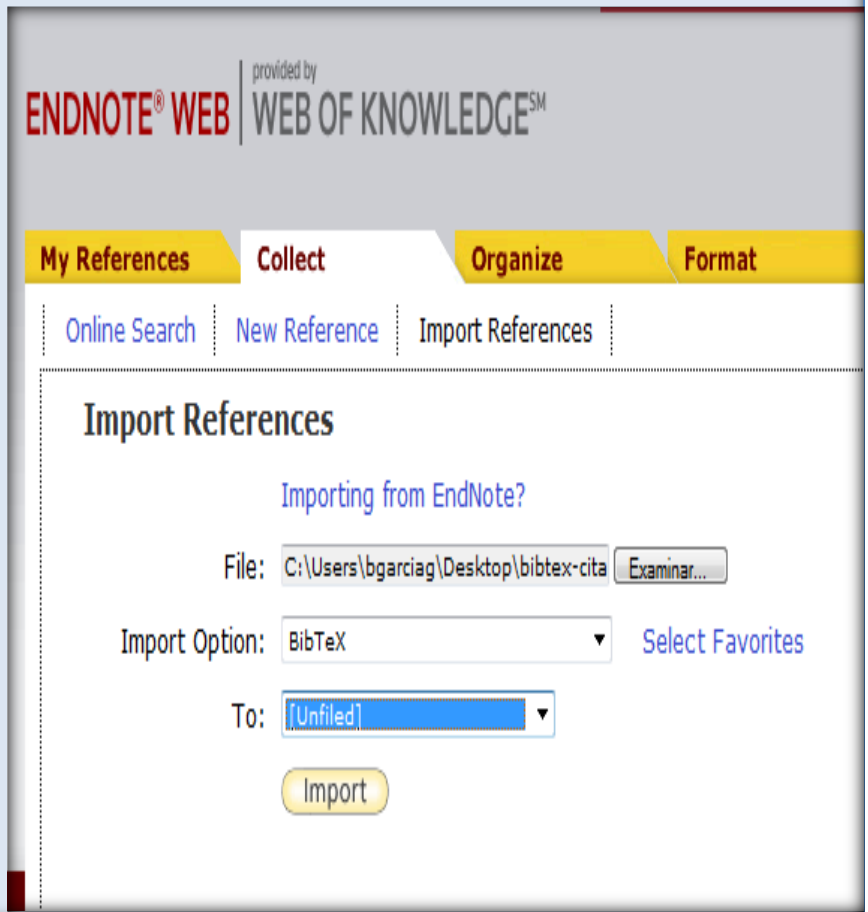 provided by
ENDNOTE® WEB WEB OF KNOWLEDGE℠
My References Collect Organize Format
Online Search New Reference Import References
Import References
Importing from EndNote?
File: C:\Users\bgarciag\Desktop\bibtex-cita Examinar...
Import Option: BibTeX Select Favorites
To: [Unfiled]
Import